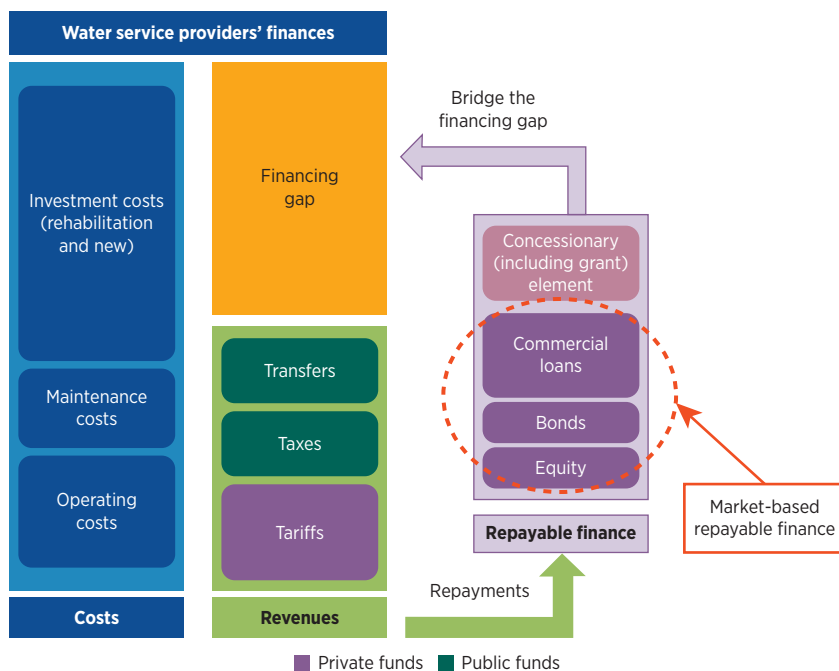 Water service providers' finances
Investment costs
(rehabilitation
and new)
Maintenance
costs
Operating
costs
Costs
Financing
gap
Transfers
Taxes
Tariffs
Revenues
Bridge the
financing gap
Concessionary
(including grant)
element
Commercial
loans
Bonds
Equity
Repayable finance
Market-based
repayable finance
Repayments
Private funds
Public funds